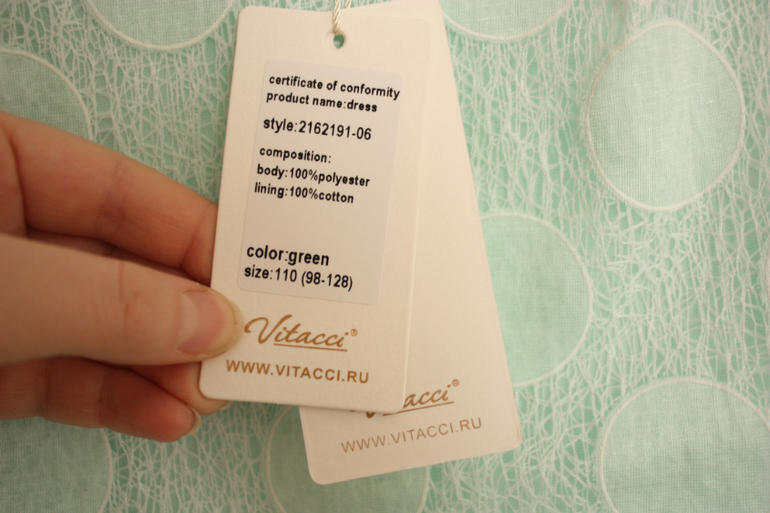 certificate of conformity
product name:dress
style:2162191-06
composition:
body:100%polyester
lining:100%cotton
color:green
size:110 (98-128)
Vitacci®
WWW.VITACCI.RU
acci®
WWW.VITACCI.RU